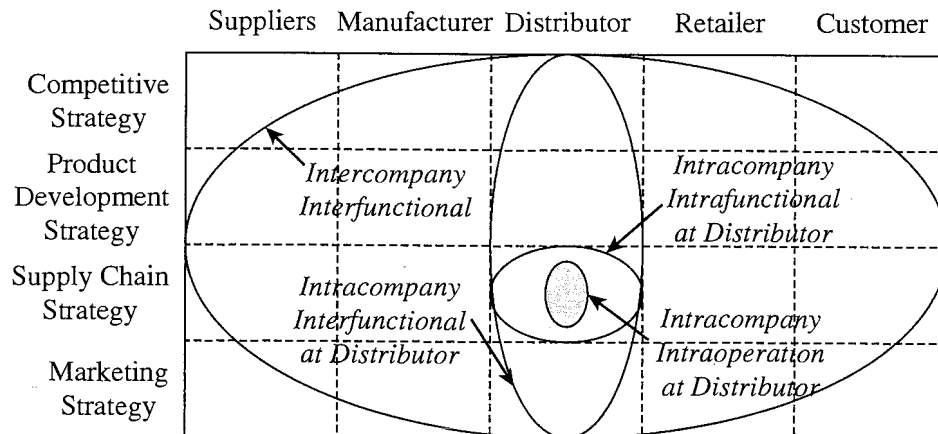 Suppliers Manufacturer Distributor Retailer Customer
Competitive
Strategy
Product
Development
Strategy
Supply Chain
Strategy
Marketing
Strategy
Intercompany
Interfunctional
Intracompany
Intrafunctional
at Distributor
Intracompany
Interfunctional
at Distributor
Intracompany
Intraoperation
at Distributor